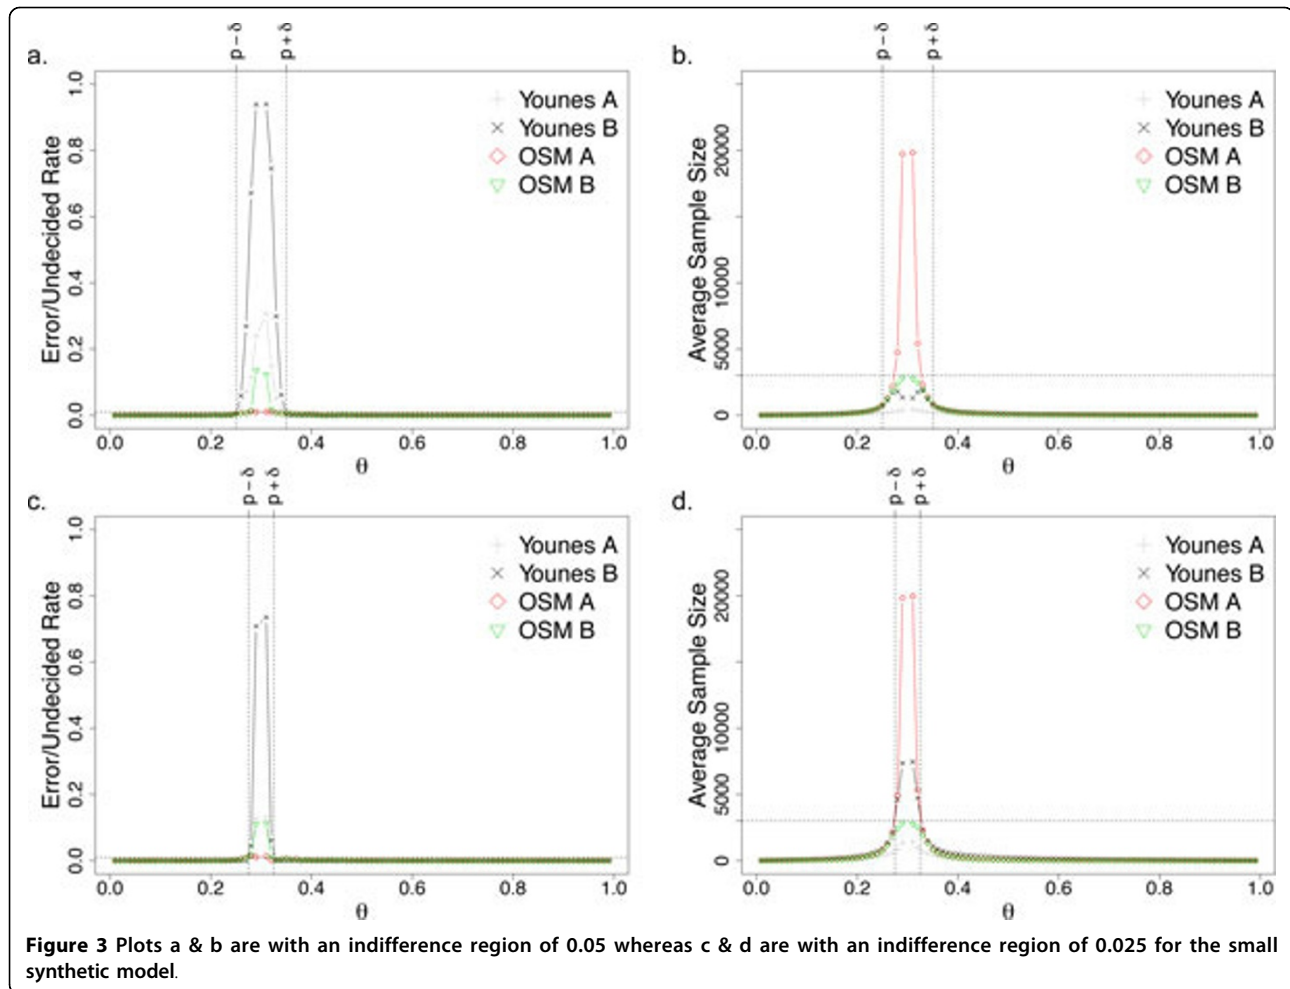 a.
p − δ
p + δ
Error/Undecided Rate
1.0
0.8
0.6
0.4
0.2
0.0
0.0 0.2 0.4 0.6 0.8 1.0
θ
Younes A
Younes B
OSM A
OSM B
b.
p − δ
p + δ
Average Sample Size
20000
10000
5000
0
0.0 0.2 0.4 0.6 0.8 1.0
θ
Younes A
Younes B
OSM A
OSM B
c.
p − δ
p + δ
Error/Undecided Rate
1.0
0.8
0.6
0.4
0.2
0.0
0.0 0.2 0.4 0.6 0.8 1.0
θ
Younes A
Younes B
OSM A
OSM B
d.
p − δ
p + δ
Average Sample Size
20000
10000
5000
0
0.0 0.2 0.4 0.6 0.8 1.0
θ
Younes A
Younes B
OSM A
OSM B
Figure 3 Plots a & b are with an indifference region of 0.05 whereas c & d are with an indifference region of 0.025 for the small
synthetic model.